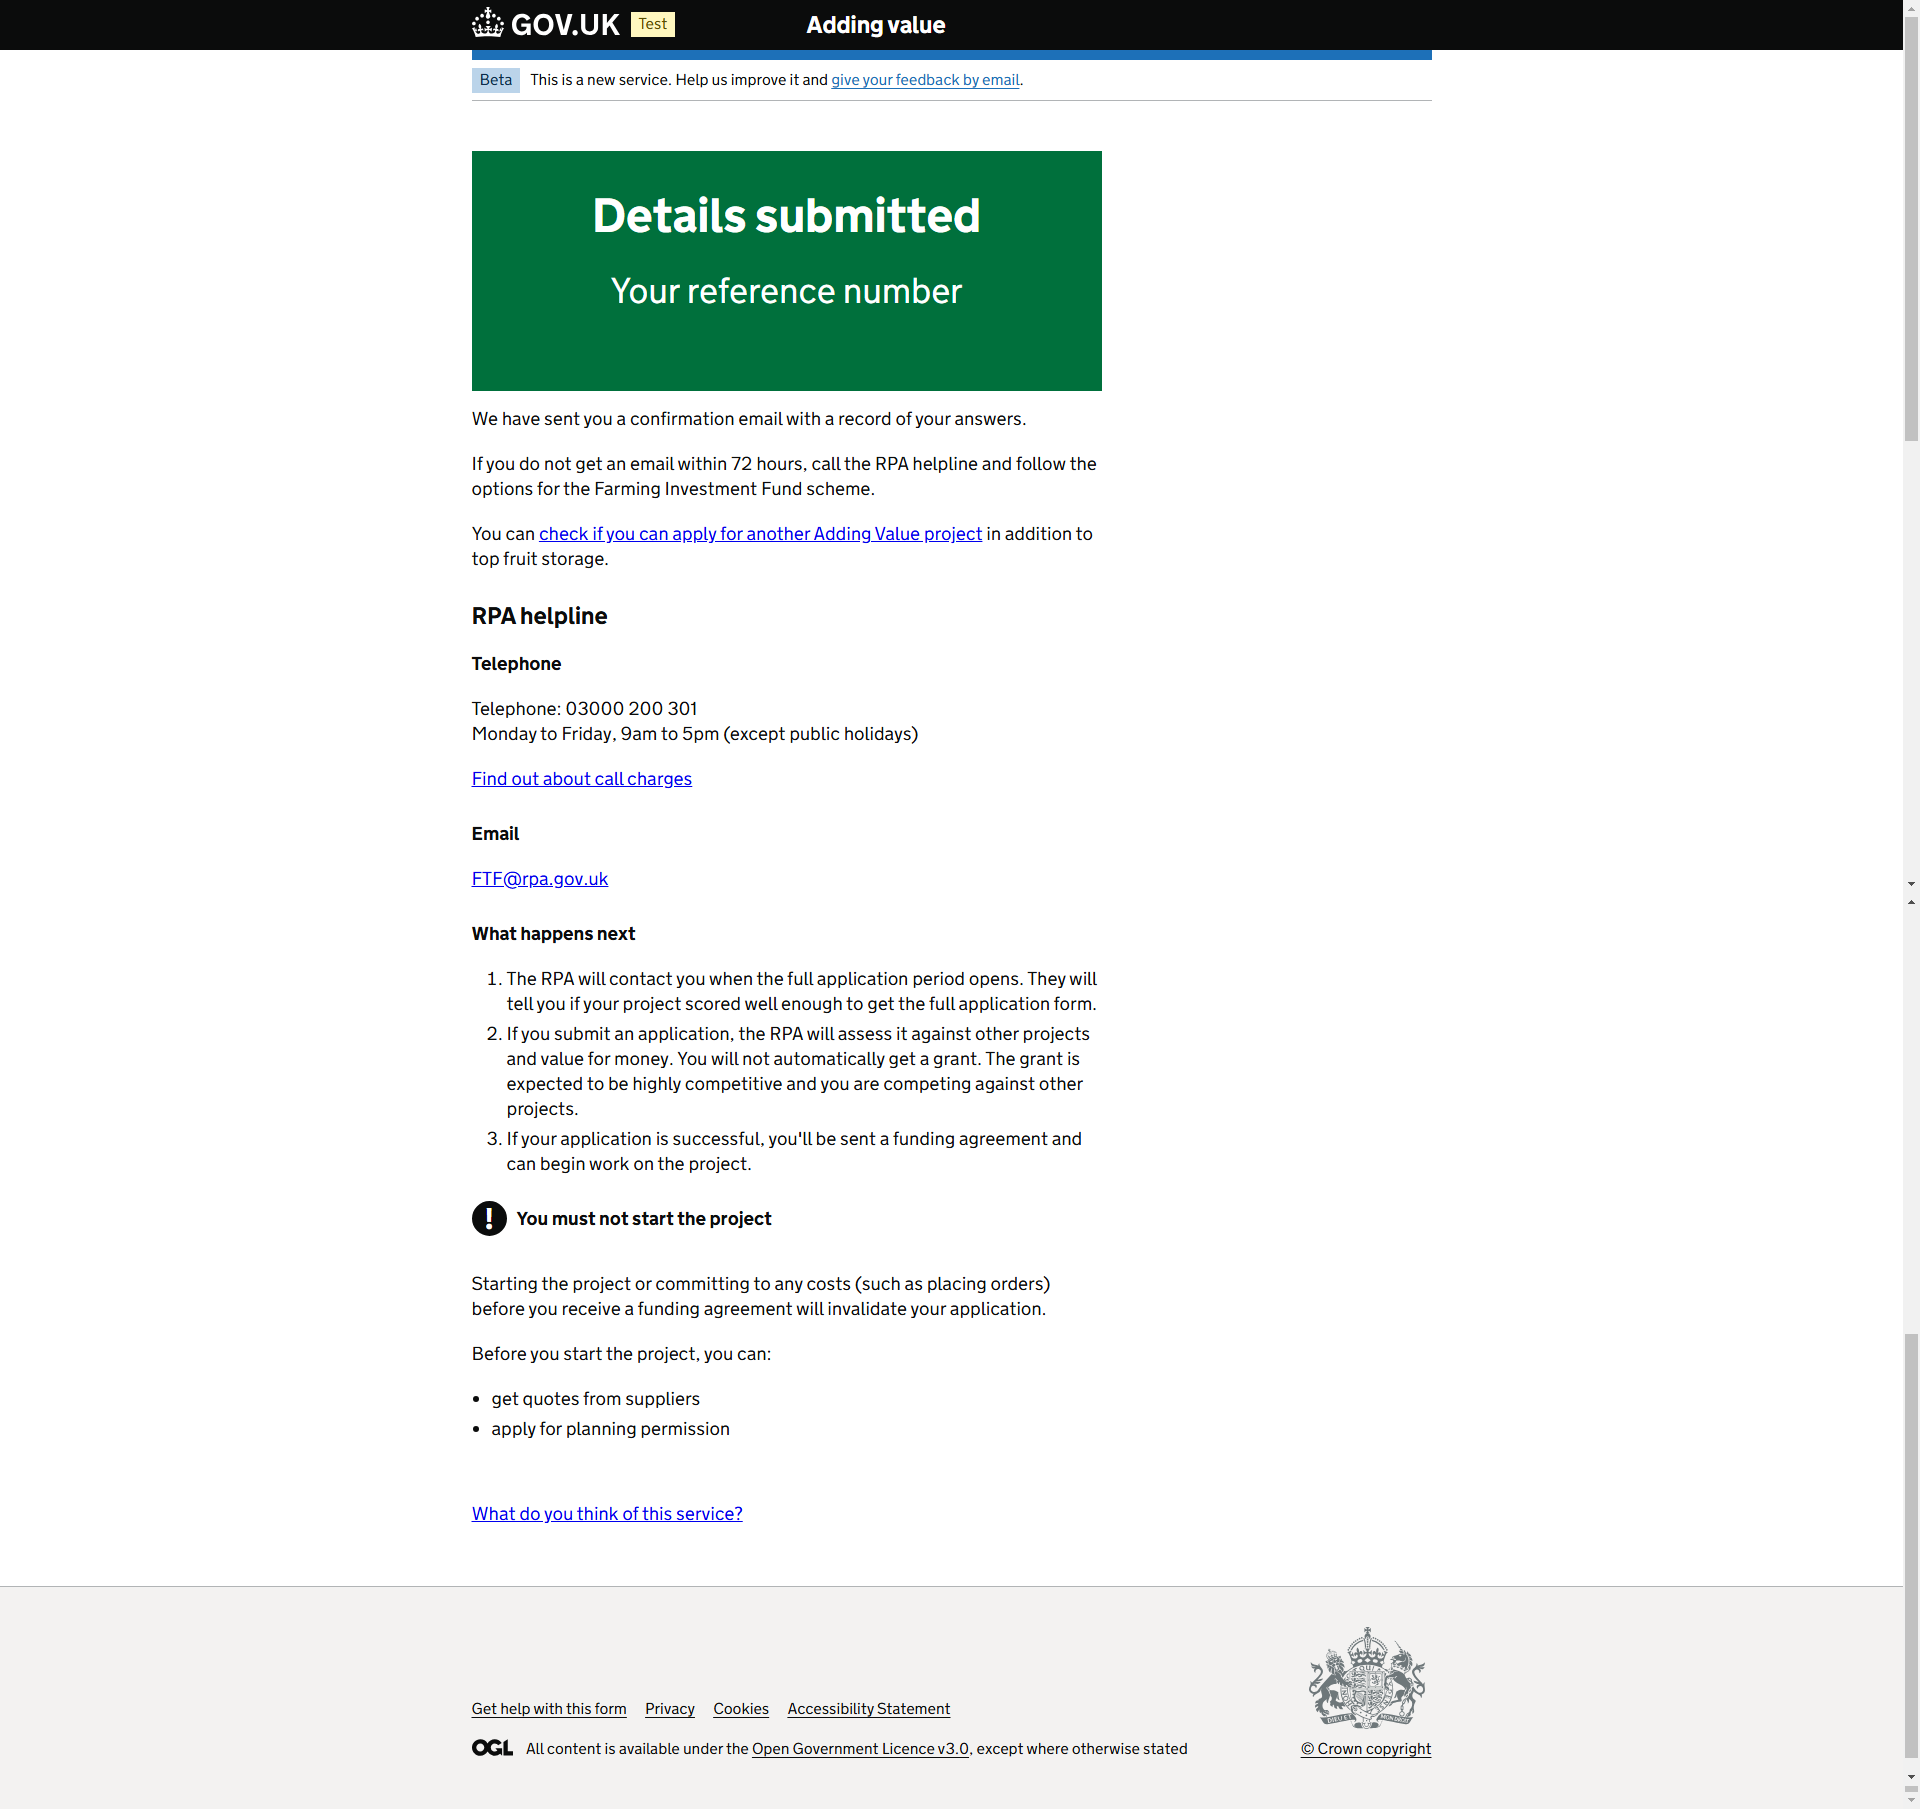 GOV.UK Test Adding value
Beta This is a new service. Help us improve it and give your feedback by email.
Details submitted
Your reference number
We have sent you a confirmation email with a record of your answers.
If you do not get an email within 72 hours, call the RPA helpline and follow the
options for the Farming Investment Fund scheme.
You can check if you can apply for another Adding Value project in addition to
top fruit storage.
RPA helpline
Telephone
Telephone: 03000 200 301
Monday to Friday, 9am to 5pm (except public holidays)
Find out about call charges
Email
FTF@rpa.gov.uk
What happens next
1. The RPA will contact you when the full application period opens. They will
tell you if your project scored well enough to get the full application form.
2. If you submit an application, the RPA will assess it against other projects
and value for money. You will not automatically get a grant. The grant is
expected to be highly competitive and you are competing against other
projects.
3. If your application is successful, you'll be sent a funding agreement and
can begin work on the project.
! You must not start the project
Starting the project or committing to any costs (such as placing orders)
before you receive a funding agreement will invalidate your application.
Before you start the project, you can:
• get quotes from suppliers
• apply for planning permission
What do you think of this service?
Get help with this form Privacy Cookies Accessibility Statement
OGL All content is available under the Open Government Licence v3.0, except where otherwise stated
© Crown copyright